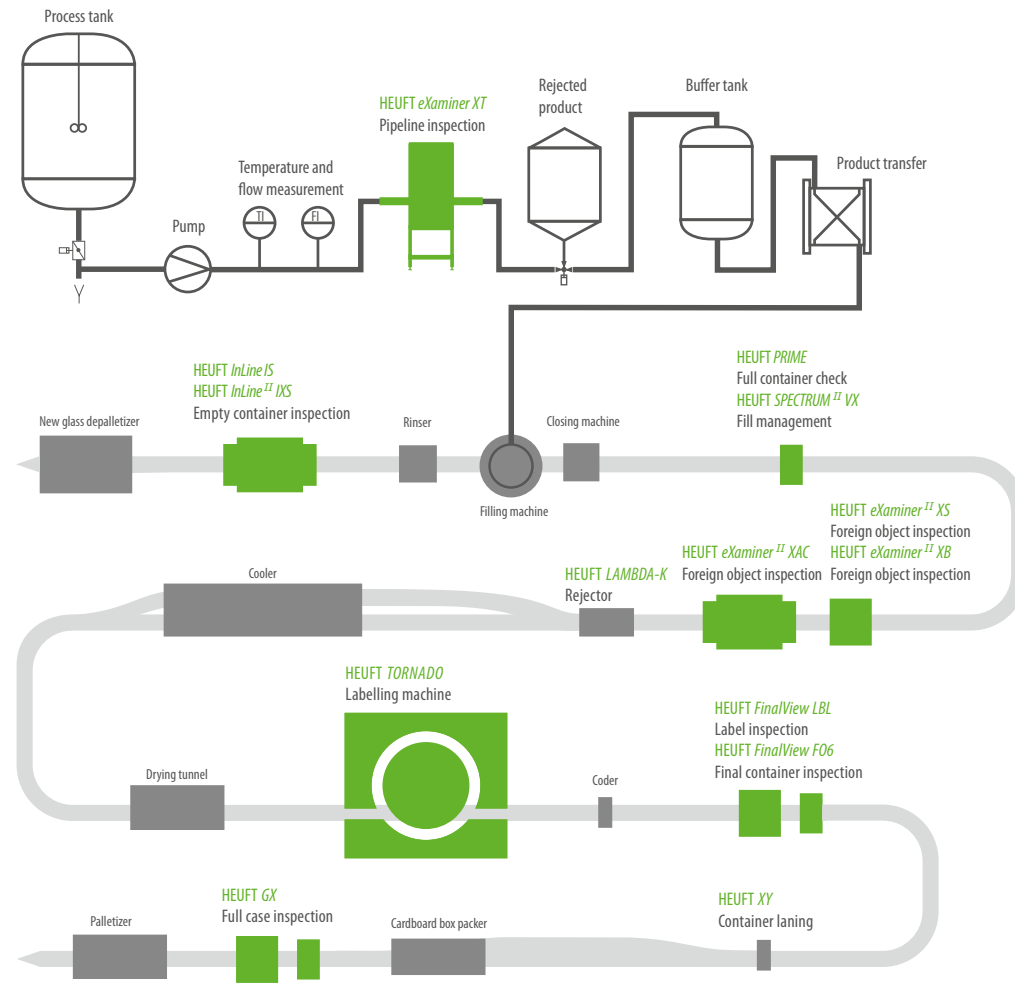 Process tank
HEUFT eXaminer XT
Pipeline inspection
Rejected
product
Buffer tank
Temperature and
flow measurement
Product transfer
TI
FI
Pump
HEUFT InLine IS
HEUFT InLine II IXS
Empty container inspection
HEUFT PRIME
Full container check
HEUFT SPECTRUM II VX
Fill management
New glass depalletizer
Rinser
Closing machine
Filling machine
HEUFT eXaminer II XS
Foreign object inspection
HEUFT eXaminer II XB
Foreign object inspection
HEUFT eXaminer II XAC
Foreign object inspection
HEUFT LAMBDA-K
Rejector
Cooler
HEUFT TORNADO
Labelling machine
HEUFT FinalView LBL
Label inspection
HEUFT FinalView FO6
Final container inspection
Drying tunnel
Coder
HEUFT GX
Full case inspection
HEUFT XY
Container laning
Palletizer
Cardboard box packer